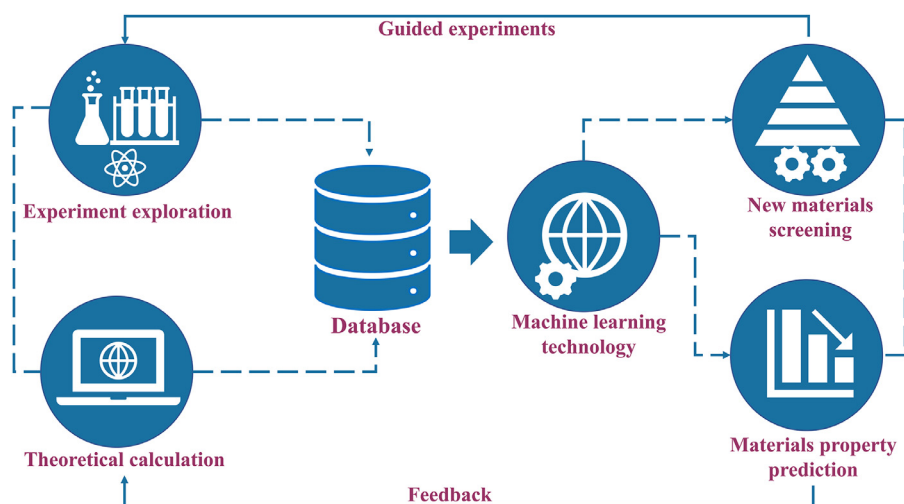 Guided experiments
Experiment exploration
New materials
screening
Database
Machine learning
technology
Theoretical calculation
Materials property
prediction
Feedback